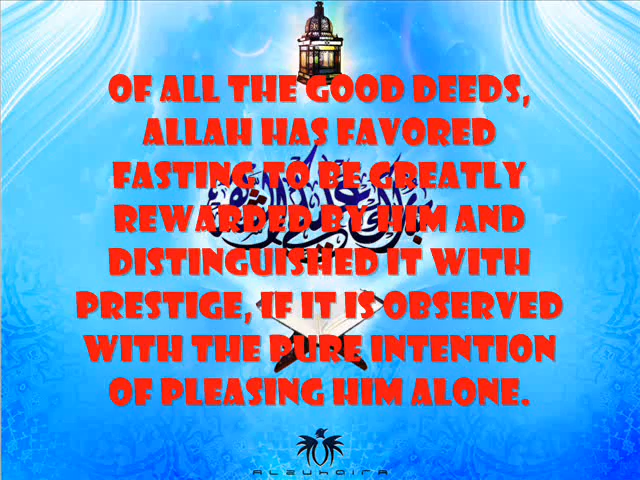 OF ALL THE GOOD DEEDS,
ALLAH HAS FAVORED
FASTING TO BE GREATLY
REWARDED BY HIM AND
DISTINGUISHED IT WITH
PRESTIGE, IF IT IS OBSERVED
WITH THE PURE INTENTION
OF PLEASING HIM ALONE.
ALZUHAIRA